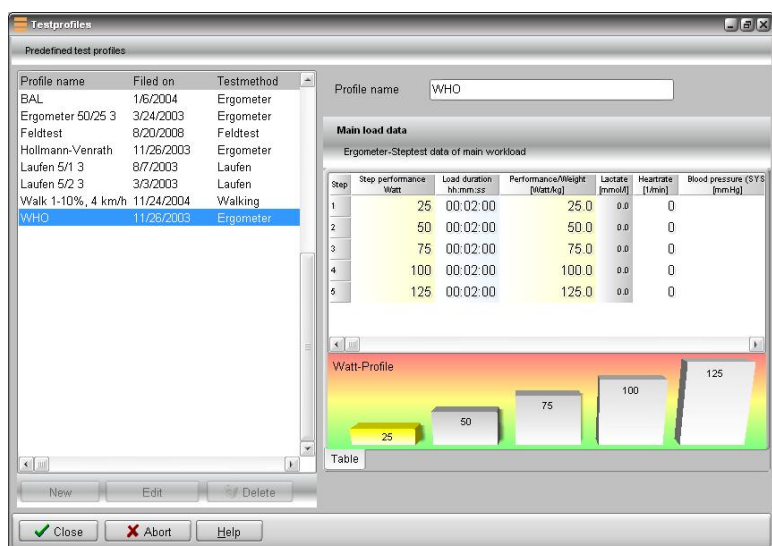 Testprofiles
Predefined test profiles
Profile name Filed on Testmethod
BAL 1/6/2004 Ergometer
Ergometer 50/25 3 3/24/2003 Ergometer
Feldtest 8/20/2008 Feldtest
Hollmann-Venrath 11/26/2003 Ergometer
Laufen 5/1 3 8/7/2003 Laufen
Laufen 5/2 3 3/3/2003 Laufen
Walk 1-10%, 4 km/h 11/24/2004 Walking
WHO 11/26/2003 Ergometer
New Edit Delete
Profile name WHO
Main load data
Ergometer-Steptest data of main workload
Step Step performance Watt Load duration hh:mm:ss Performance/Weight [Watt/kg] Lactate [mmol/l] Heartrate [1/min] Blood pressure (SYS [mmHg]
1 25 00:02:00 25.0 0.0 0
2 50 00:02:00 50.0 0.0 0
3 75 00:02:00 75.0 0.0 0
4 100 00:02:00 100.0 0.0 0
5 125 00:02:00 125.0 0.0 0
Watt-Profile
25 50 75 100 125
Table
Close Abort Help